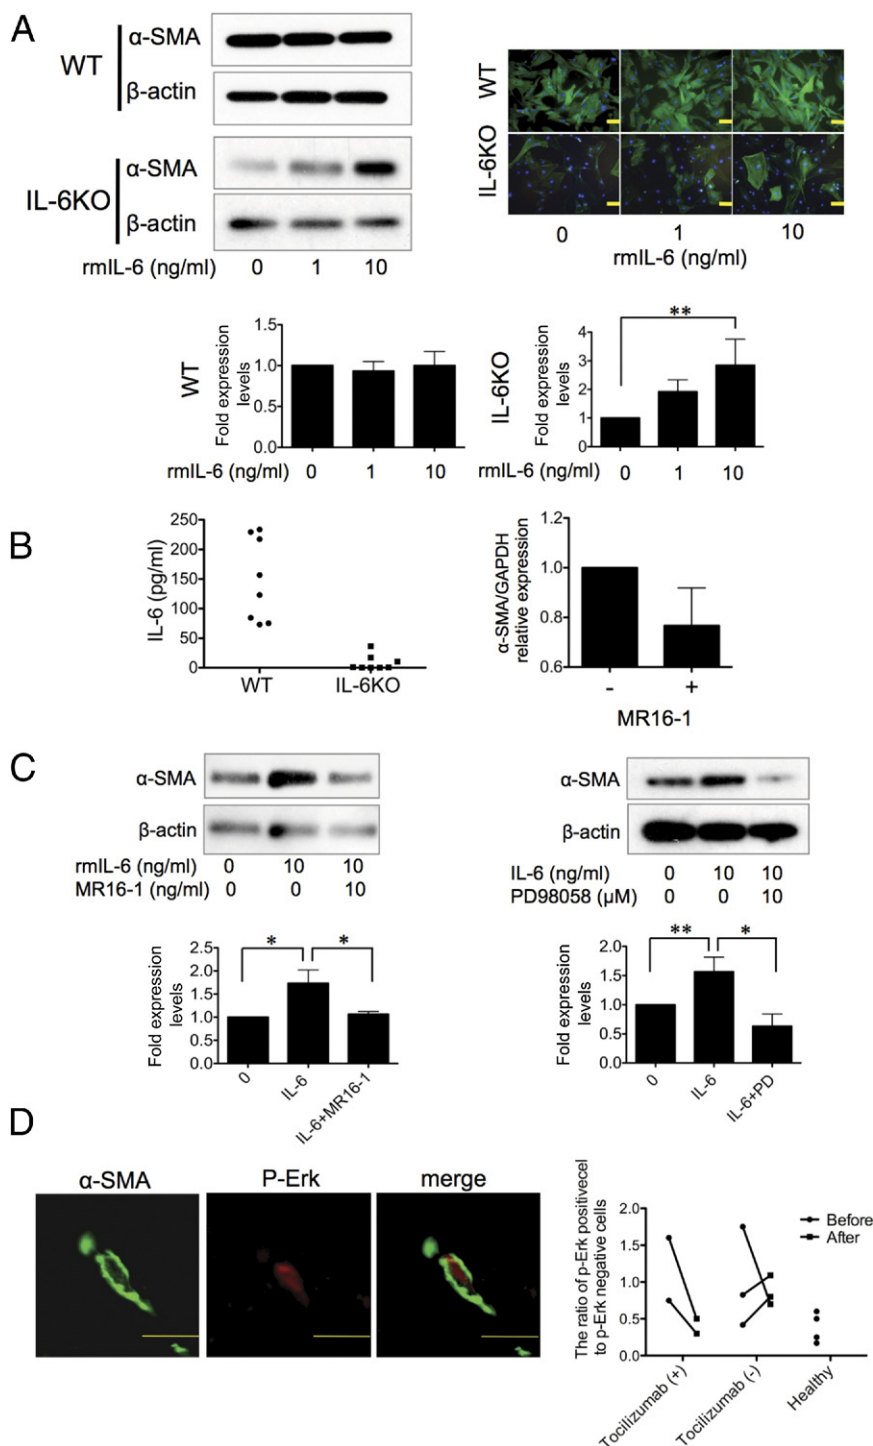 A
WT
α-SMA
β-actin
IL-6KO
α-SMA
β-actin
rmIL-6 (ng/ml) 0 1 10
WT
IL-6KO
0 1 10
rmIL-6 (ng/ml)
WT
Fold expression
levels
1.5
1.0
0.5
0.0
rmIL-6 (ng/ml) 0 1 10
IL-6KO
Fold expression
levels
**
4
3
2
1
0
rmIL-6 (ng/ml) 0 1 10
B
IL-6 (pg/ml)
250
200
150
100
50
0
WT IL-6KO
α-SMA/GAPDH
relative expression
1.2
1.0
0.8
0.6
- +
MR16-1
C
α-SMA
β-actin
rmIL-6 (ng/ml) 0 10 10
MR16-1 (ng/ml) 0 0 10
Fold expression
levels
* *
2.5
2.0
1.5
1.0
0.5
0.0
0 IL-6 IL-6+MR16-1
α-SMA
β-actin
IL-6 (ng/ml) 0 10 10
PD98058 (μM) 0 0 10
Fold expression
levels
** *
2.0
1.5
1.0
0.5
0.0
0 IL-6 IL-6+PD
D
α-SMA P-Erk merge
The ratio of p-Erk positivecel
to p-Erk negative cells
2.0
1.5
1.0
0.5
0.0
Before
After
Tocilizumab (+) Tocilizumab (-) Healthy